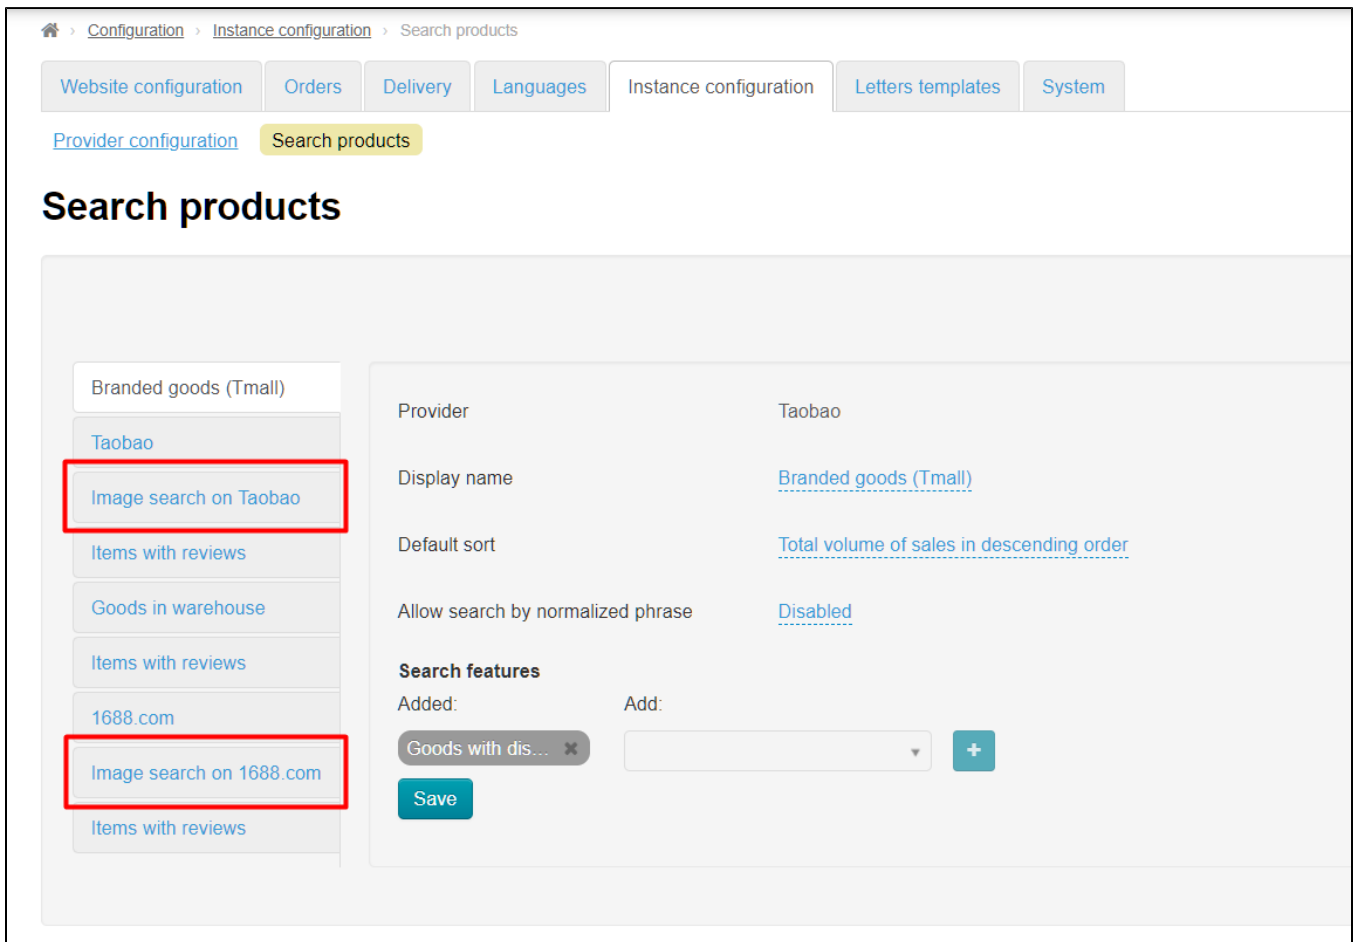 Configuration › Instance configuration › Search products
Website configuration Orders Delivery Languages Instance configuration Letters templates System
Provider configuration Search products
Search products
Branded goods (Tmall)
Taobao
Image search on Taobao
Items with reviews
Goods in warehouse
Items with reviews
1688.com
Image search on 1688.com
Items with reviews
Provider Taobao
Display name Branded goods (Tmall)
Default sort Total volume of sales in descending order
Allow search by normalized phrase Disabled
Search features
Added: Add:
Goods with dis...
Save